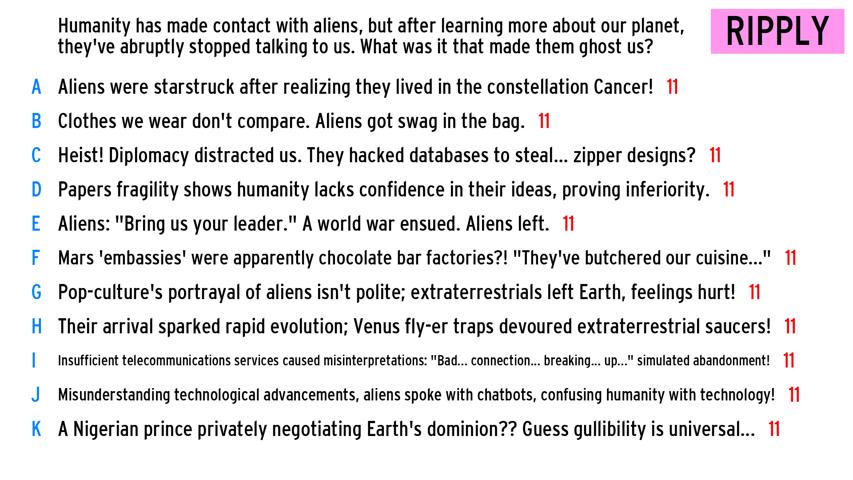 Humanity has made contact with aliens, but after learning more about our planet,
they've abruptly stopped talking to us. What was it that made them ghost us?
RIPPLY
A Aliens were starstruck after realizing they lived in the constellation Cancer! 11
B Clothes we wear don't compare. Aliens got swag in the bag. 11
C Heist! Diplomacy distracted us. They hacked databases to steal... zipper designs? 11
D Papers fragility shows humanity lacks confidence in their ideas, proving inferiority. 11
E Aliens: "Bring us your leader." A world war ensued. Aliens left. 11
F Mars 'embassies' were apparently chocolate bar factories?! "They've butchered our cuisine..." 11
G Pop-culture's portrayal of aliens isn't polite; extraterrestrials left Earth, feelings hurt! 11
H Their arrival sparked rapid evolution; Venus fly-er traps devoured extraterrestrial saucers! 11
I Insufficient telecommunications services caused misinterpretations: "Bad... connection... breaking... up..." simulated abandonment! 11
J Misunderstanding technological advancements, aliens spoke with chatbots, confusing humanity with technology! 11
K A Nigerian prince privately negotiating Earth's dominion?? Guess gullibility is universal... 11